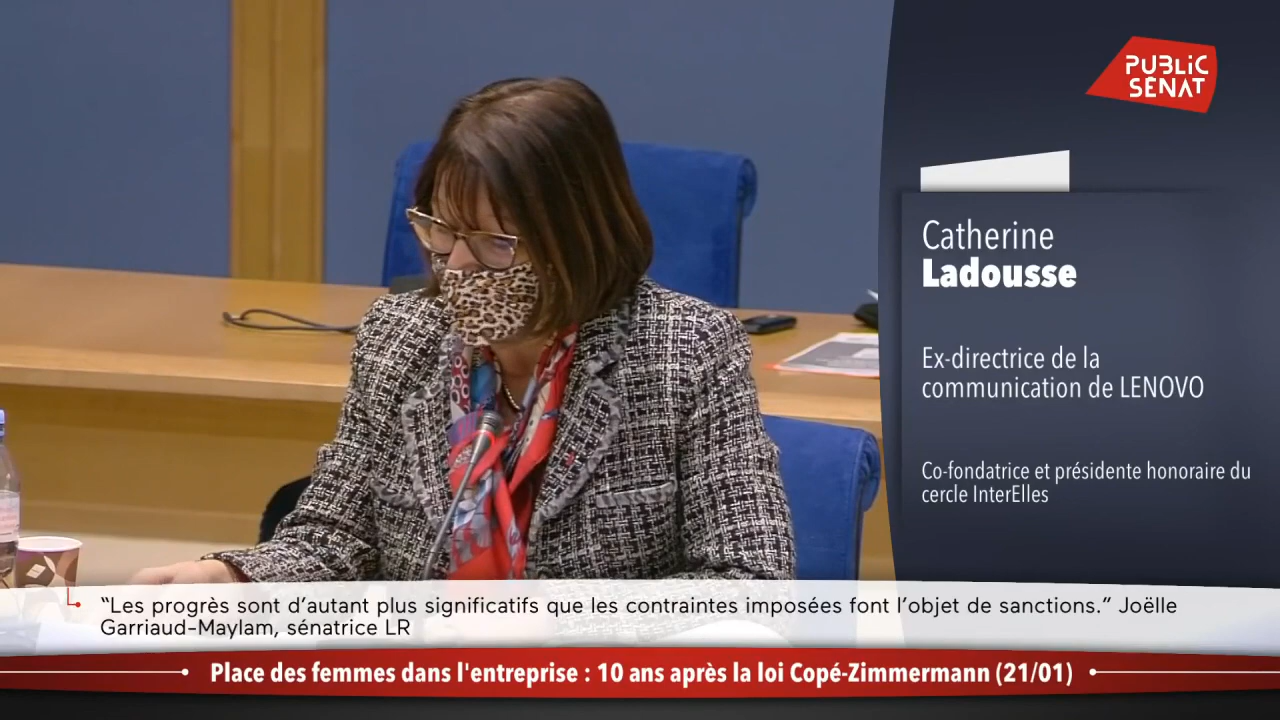 PUBLIC
SÉNAT
Catherine
Ladousse
Ex-directrice de la
communication de LENOVO
Co-fondatrice et présidente honoraire du
cercle InterElles
“Les progrès sont d’autant plus significatifs que les contraintes imposées font l’objet de sanctions.” Joëlle
Garriaud-Maylam, sénatrice LR
Place des femmes dans l'entreprise : 10 ans après la loi Copé-Zimmermann (21/01)